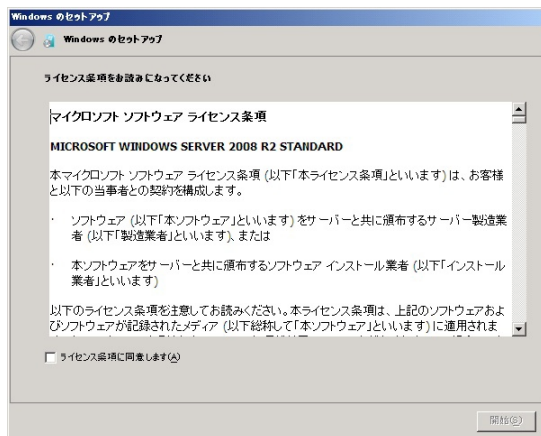 Windows のセットアップ
Windows のセットアップ
ライセンス条項をお読みになってください
マイクロソフト ソフトウェア ライセンス条項
MICROSOFT WINDOWS SERVER 2008 R2 STANDARD
本マイクロソフト ソフトウェア ライセンス条項 (以下「本ライセンス条項」といいます) は、お客様
と以下の当事者との契約を構成します。
· ソフトウェア (以下「本ソフトウェア」といいます) をサーバーと共に頒布するサーバー製造業
者 (以下「製造業者」といいます)、または
· 本ソフトウェアをサーバーと共に頒布するソフトウェア インストール業者 (以下「インストール
業者」といいます)
以下のライセンス条項を注意してお読みください。本ライセンス条項は、上記のソフトウェアおよ
びソフトウェアが記録されたメディア (以下総称して「本ソフトウェア」といいます) に適用されま
ライセンス条項に同意します(A)
開始(S)